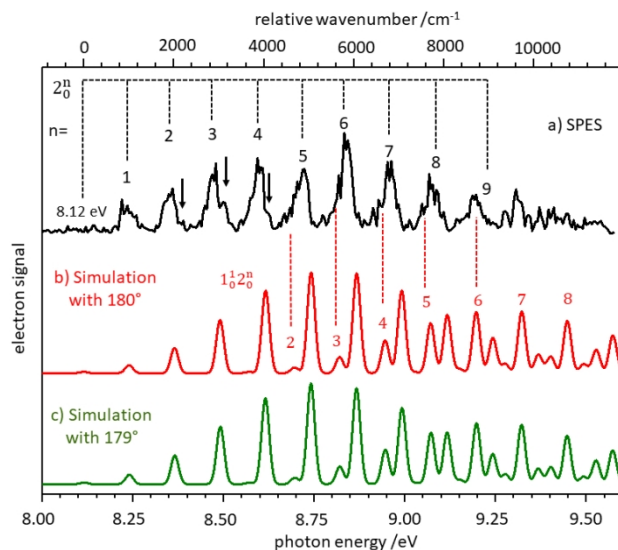 relative wavenumber /cm⁻¹
0 2000 4000 6000 8000 10000
2₀ⁿ
n=
1 2 3 4 5 6 7 8 9
a) SPES
8.12 eV
b) Simulation
with 180°
1₀¹2₀ⁿ
2 3 4 5 6 7 8
c) Simulation
with 179°
electron signal
8.00 8.25 8.50 8.75 9.00 9.25 9.50
photon energy /eV